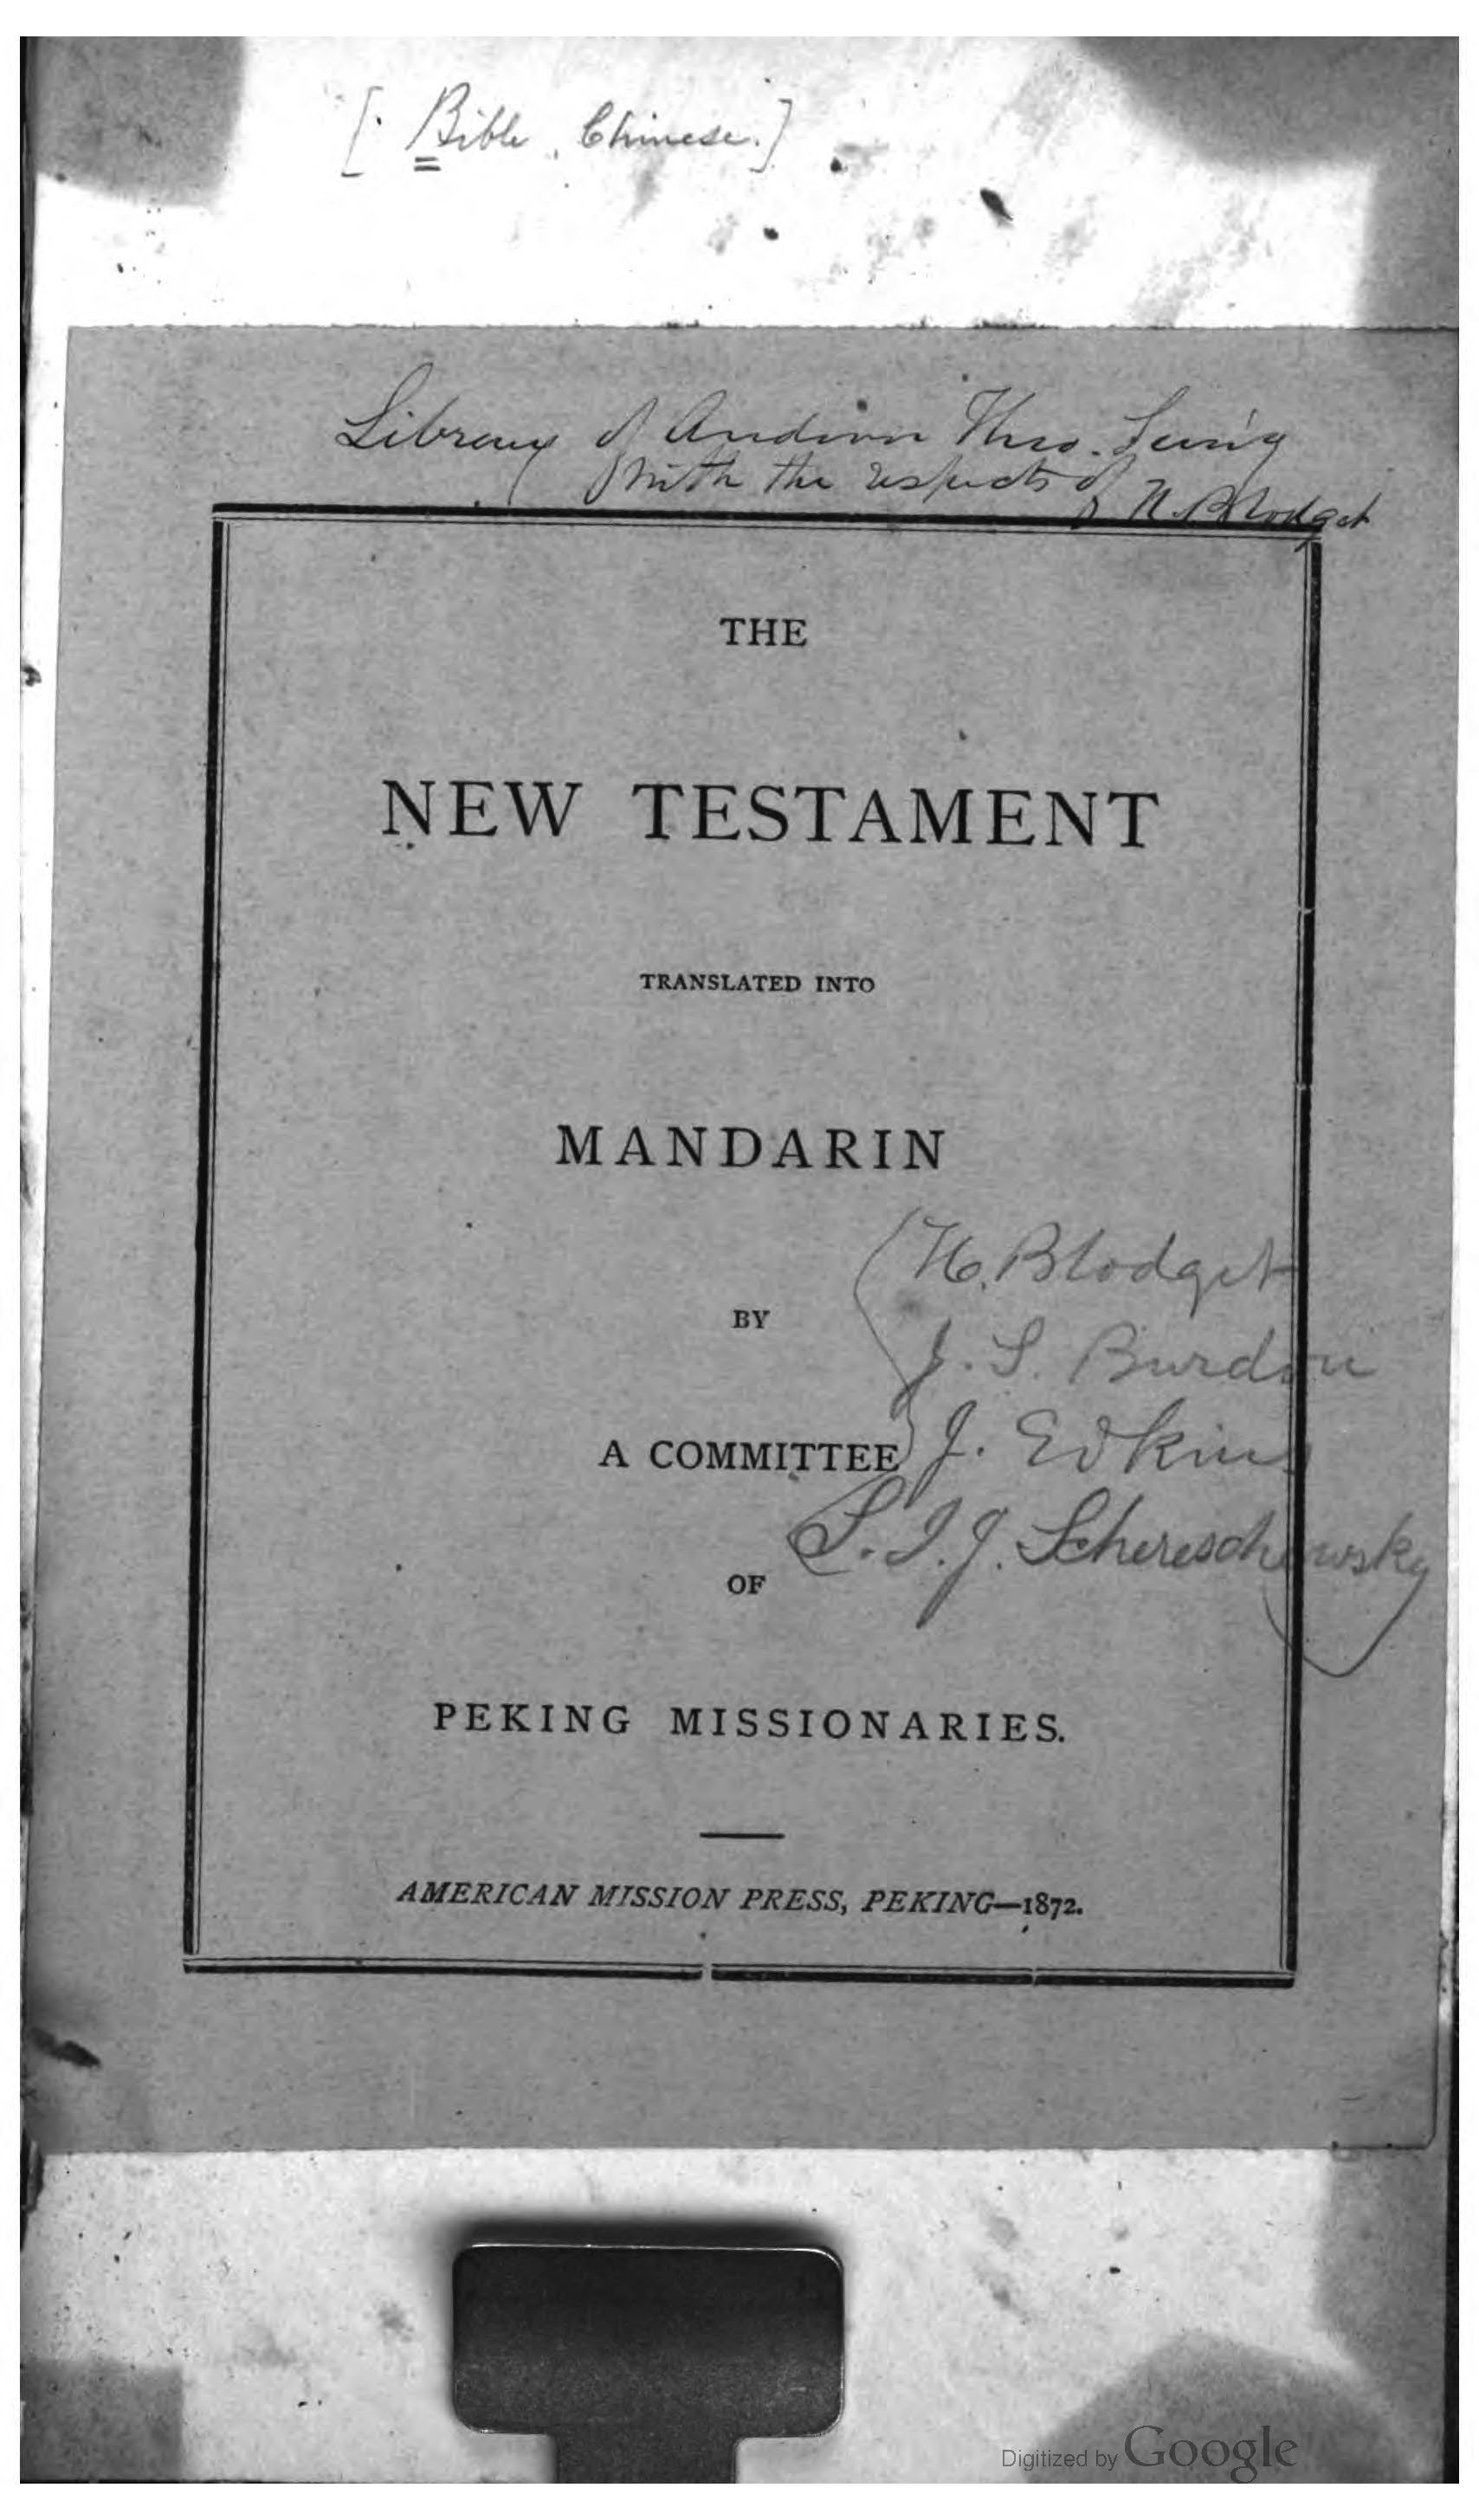 [Bible, Chinese.]
Library of Andover Theo. Sem'y
with the respects of
H. Blodget
THE
NEW TESTAMENT
TRANSLATED INTO
MANDARIN
H. Blodget
BY
J. S. Burdon
A COMMITTEE
J. Edkins
S. I. J. Schereschewsky
OF
PEKING MISSIONARIES.
AMERICAN MISSION PRESS, PEKING—1872.
Digitized by Google